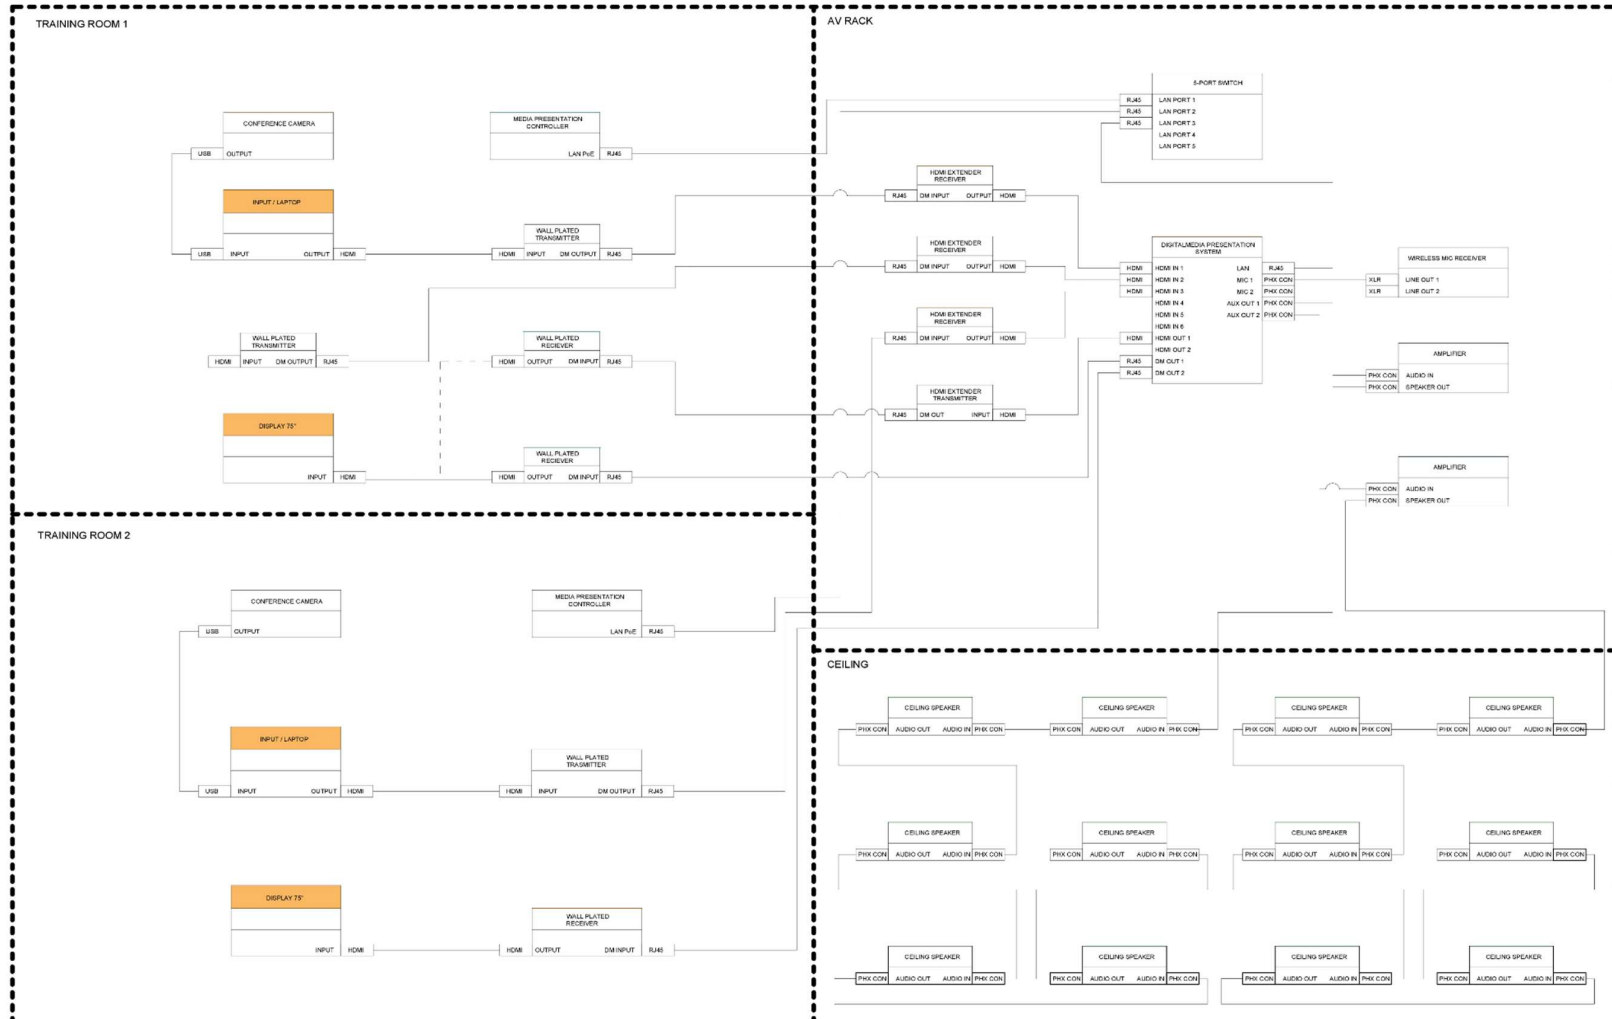 TRAINING ROOM 1
CONFERENCE CAMERA
USB OUTPUT
MEDIA PRESENTATION
CONTROLLER
LAN PoE RJ45
INPUT / LAPTOP
USB INPUT OUTPUT HDMI
WALL PLATED
TRANSMITTER
HDMI INPUT DM OUTPUT RJ45
WALL PLATED
TRANSMITTER
HDMI INPUT DM OUTPUT RJ45
WALL PLATED
RECIEVER
HDMI OUTPUT DM INPUT RJ45
DISPLAY 75"
INPUT HDMI
WALL PLATED
RECIEVER
HDMI OUTPUT DM INPUT RJ45
AV RACK
5-PORT SWITCH
RJ45 LAN PORT 1
RJ45 LAN PORT 2
RJ45 LAN PORT 3
LAN PORT 4
LAN PORT 5
HDMI EXTENDER
RECEIVER
RJ45 DM INPUT OUTPUT HDMI
HDMI EXTENDER
RECEIVER
RJ45 DM INPUT OUTPUT HDMI
HDMI EXTENDER
RECEIVER
RJ45 DM INPUT OUTPUT HDMI
HDMI EXTENDER
TRANSMITTER
RJ45 DM OUT INPUT HDMI
DIGITALMEDIA PRESENTATION
SYSTEM
HDMI HDMI IN 1 LAN RJ45
HDMI HDMI IN 2 MIC 1 PHX CON
HDMI HDMI IN 3 MIC 2 PHX CON
HDMI IN 4 AUX OUT 1 PHX CON
HDMI IN 5 AUX OUT 2 PHX CON
HDMI IN 6
HDMI HDMI OUT 1
HDMI OUT 2
RJ45 DM OUT 1
RJ45 DM OUT 2
WIRELESS MIC RECEIVER
XLR LINE OUT 1
XLR LINE OUT 2
AMPLIFIER
PHX CON AUDIO IN
PHX CON SPEAKER OUT
AMPLIFIER
PHX CON AUDIO IN
PHX CON SPEAKER OUT
TRAINING ROOM 2
CONFERENCE CAMERA
USB OUTPUT
MEDIA PRESENTATION
CONTROLLER
LAN PoE RJ45
INPUT / LAPTOP
USB INPUT OUTPUT HDMI
WALL PLATED
TRASMITTER
HDMI INPUT DM OUTPUT RJ45
DISPLAY 75"
INPUT HDMI
WALL PLATED
RECEIVER
HDMI OUTPUT DM INPUT RJ45
CEILING
CEILING SPEAKER CEILING SPEAKER CEILING SPEAKER CEILING SPEAKER
PHX CON AUDIO OUT AUDIO IN PHX CON PHX CON AUDIO OUT AUDIO IN PHX CON PHX CON AUDIO OUT AUDIO IN PHX CON PHX CON AUDIO OUT AUDIO IN PHX CON
CEILING SPEAKER CEILING SPEAKER CEILING SPEAKER CEILING SPEAKER
PHX CON AUDIO OUT AUDIO IN PHX CON PHX CON AUDIO OUT AUDIO IN PHX CON PHX CON AUDIO OUT AUDIO IN PHX CON PHX CON AUDIO OUT AUDIO IN PHX CON
CEILING SPEAKER CEILING SPEAKER CEILING SPEAKER CEILING SPEAKER
PHX CON AUDIO OUT AUDIO IN PHX CON PHX CON AUDIO OUT AUDIO IN PHX CON PHX CON AUDIO OUT AUDIO IN PHX CON PHX CON AUDIO OUT AUDIO IN PHX CON